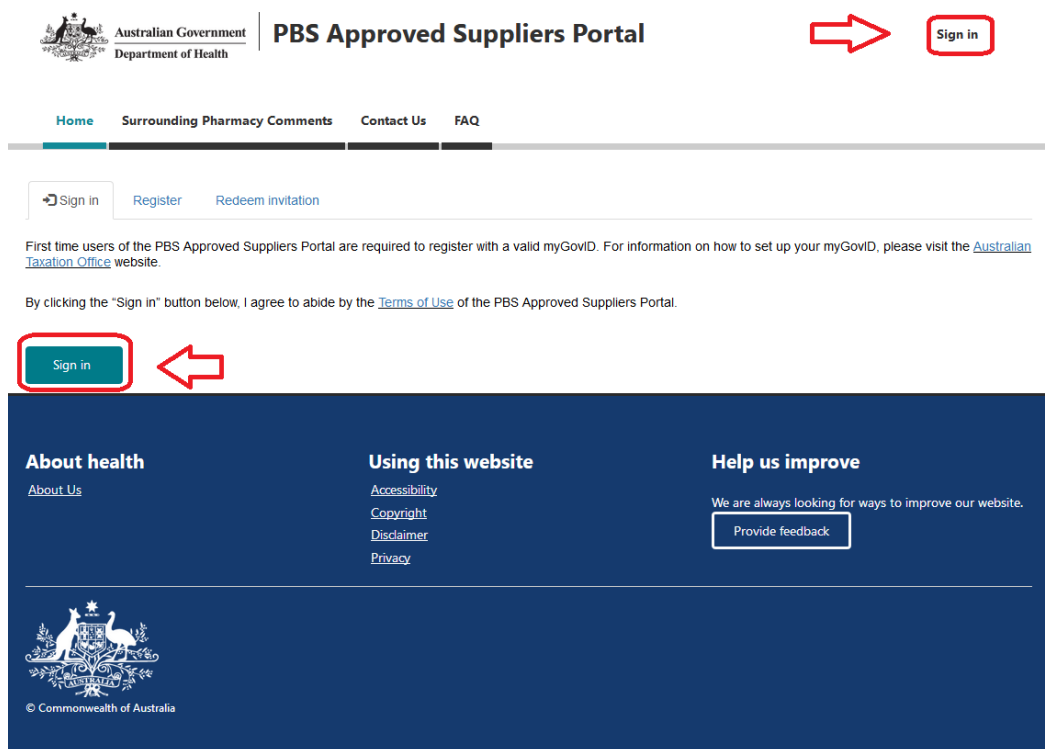 Australian Government
Department of Health
PBS Approved Suppliers Portal
Sign in
Home Surrounding Pharmacy Comments Contact Us FAQ
Sign in Register Redeem invitation
First time users of the PBS Approved Suppliers Portal are required to register with a valid myGovID. For information on how to set up your myGovID, please visit the Australian
Taxation Office website.
By clicking the “Sign in” button below, I agree to abide by the Terms of Use of the PBS Approved Suppliers Portal.
Sign in
About health
About Us
Using this website
Accessibility
Copyright
Disclaimer
Privacy
Help us improve
We are always looking for ways to improve our website.
Provide feedback
AUSTRALIA
© Commonwealth of Australia